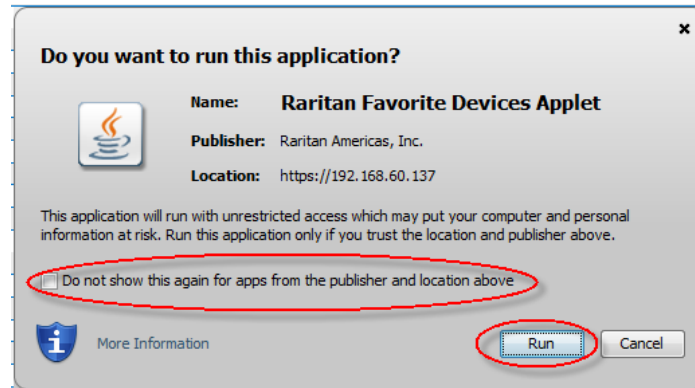 Do you want to run this application?
Name: Raritan Favorite Devices Applet
Publisher: Raritan Americas, Inc.
Location: https://192.168.60.137
This application will run with unrestricted access which may put your computer and personal
information at risk. Run this application only if you trust the location and publisher above.
Do not show this again for apps from the publisher and location above
More Information
Run
Cancel